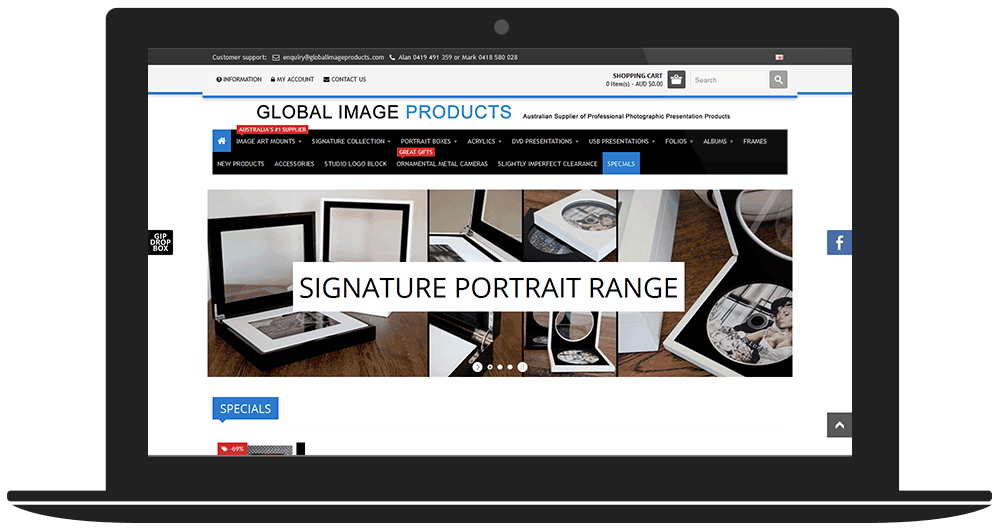 Customer support: enquiry@globalimageproducts.com Alan 0419 491 359 or Mark 0418 580 028
INFORMATION MY ACCOUNT CONTACT US
SHOPPING CART
0 Item(s) - AUD $0.00
Search
GLOBAL IMAGE PRODUCTS Australian Supplier of Professional Photographic Presentation Products
AUSTRALIA'S #1 SUPPLIER
IMAGE ART MOUNTS SIGNATURE COLLECTION PORTRAIT BOXES ACRYLICS DVD PRESENTATIONS USB PRESENTATIONS FOLIOS ALBUMS FRAMES
GREAT GIFTS
NEW PRODUCTS ACCESSORIES STUDIO LOGO BLOCK ORNAMENTAL METAL CAMERAS SLIGHTLY IMPERFECT CLEARANCE SPECIALS
GIP
DROP
BOX
f
SIGNATURE PORTRAIT RANGE
SPECIALS
-69%